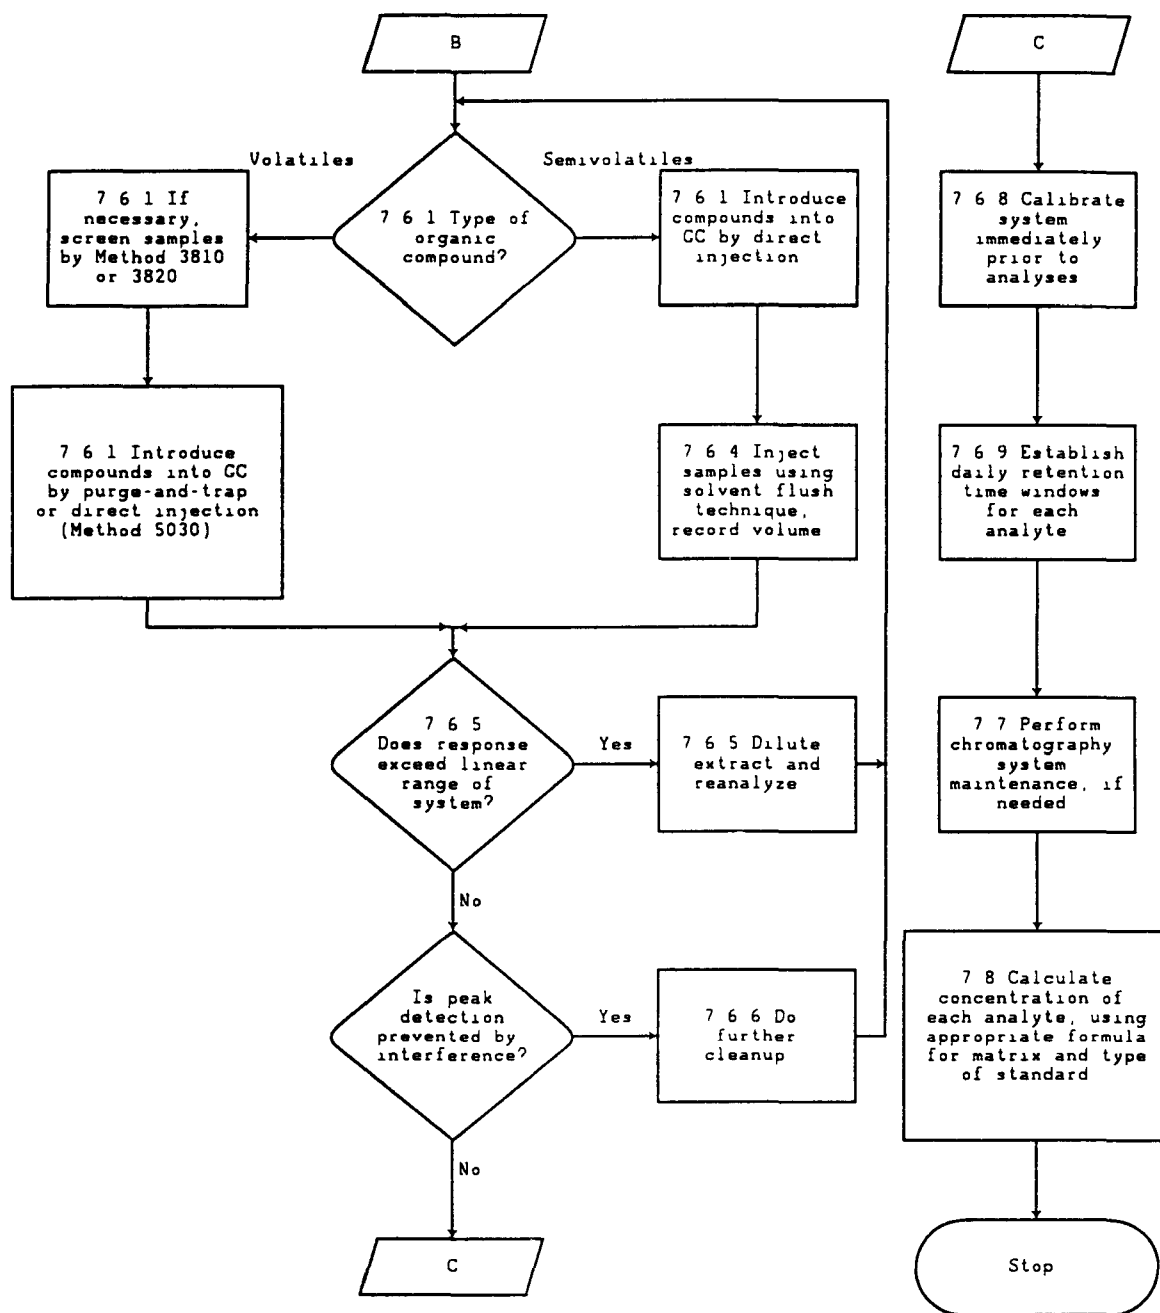 B
Volatiles
7 6 1 If
necessary,
screen samples
by Method 3810
or 3820
7 6 1 Type of
organic
compound?
Semivolatiles
7 6 1 Introduce
compounds into
GC by direct
injection
7 6 1 Introduce
compounds into GC
by purge-and-trap
or direct injection
(Method 5030)
7 6 4 Inject
samples using
solvent flush
technique,
record volume
7 6 5
Does response
exceed linear
range of
system?
Yes
7 6 5 Dilute
extract and
reanalyze
No
Is peak
detection
prevented by
interference?
Yes
7 6 6 Do
further
cleanup
No
C
C
7 6 8 Calibrate
system
immediately
prior to
analyses
7 6 9 Establish
daily retention
time windows
for each
analyte
7 7 Perform
chromatography
system
maintenance, if
needed
7 8 Calculate
concentration of
each analyte, using
appropriate formula
for matrix and type
of standard
Stop